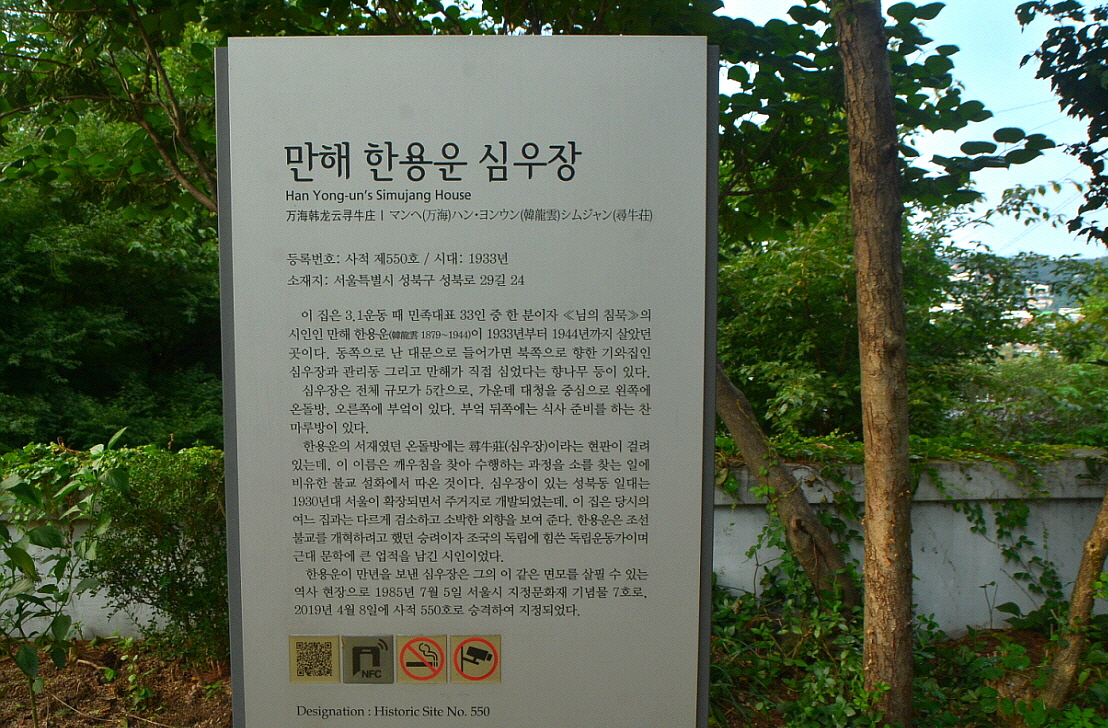 만해 한용운 심우장
Han Yong-un's Simujang House
万海韩龙云寻牛庄 | マンヘ(万海)ハン・ヨンウン(韓龍雲)シムジャン(尋牛荘)
등록번호: 사적 제550호 / 시대: 1933년
소재지: 서울특별시 성북구 성북로 29길 24
이 집은 3.1운동 때 민족대표 33인 중 한 분이자 ≪님의 침묵≫의
시인인 만해 한용운(韓龍雲 1879~1944)이 1933년부터 1944년까지 살았던
곳이다. 동쪽으로 난 대문으로 들어가면 북쪽으로 향한 기와집인
심우장과 관리동 그리고 만해가 직접 심었다는 향나무 등이 있다.
심우장은 전체 규모가 5칸으로, 가운데 대청을 중심으로 왼쪽에
온돌방, 오른쪽에 부엌이 있다. 부엌 뒤쪽에는 식사 준비를 하는 찬
마루방이 있다.
한용운의 서재였던 온돌방에는 尋牛莊(심우장)이라는 현판이 걸려
있는데, 이 이름은 깨우침을 찾아 수행하는 과정을 소를 찾는 일에
비유한 불교 설화에서 따온 것이다. 심우장이 있는 성북동 일대는
1930년대 서울이 확장되면서 주거지로 개발되었는데, 이 집은 당시의
여느 집과는 다르게 검소하고 소박한 외향을 보여 준다. 한용운은 조선
불교를 개혁하려고 했던 승려이자 조국의 독립에 힘쓴 독립운동가이며
근대 문학에 큰 업적을 남긴 시인이었다.
한용운이 만년을 보낸 심우장은 그의 이 같은 면모를 살필 수 있는
역사 현장으로 1985년 7월 5일 서울시 지정문화재 기념물 7호로,
2019년 4월 8일에 사적 550호로 승격하여 지정되었다.
NFC
Designation : Historic Site No. 550